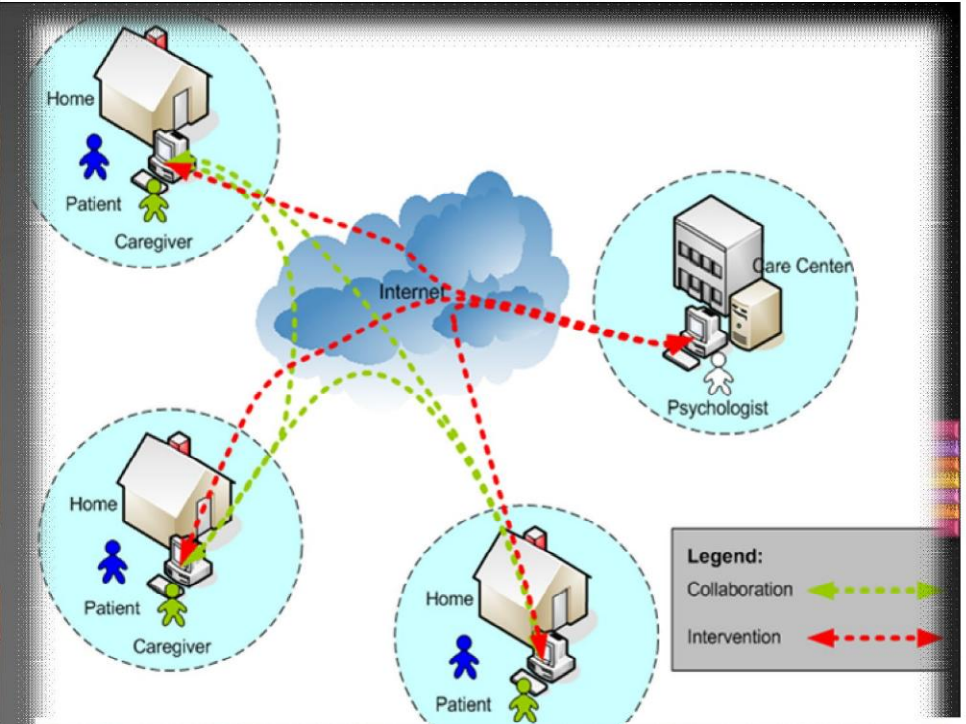 Home
Patient
Caregiver
Internet
Care Center
Psychologist
Home
Patient
Caregiver
Home
Patient
Legend:
Collaboration
Intervention